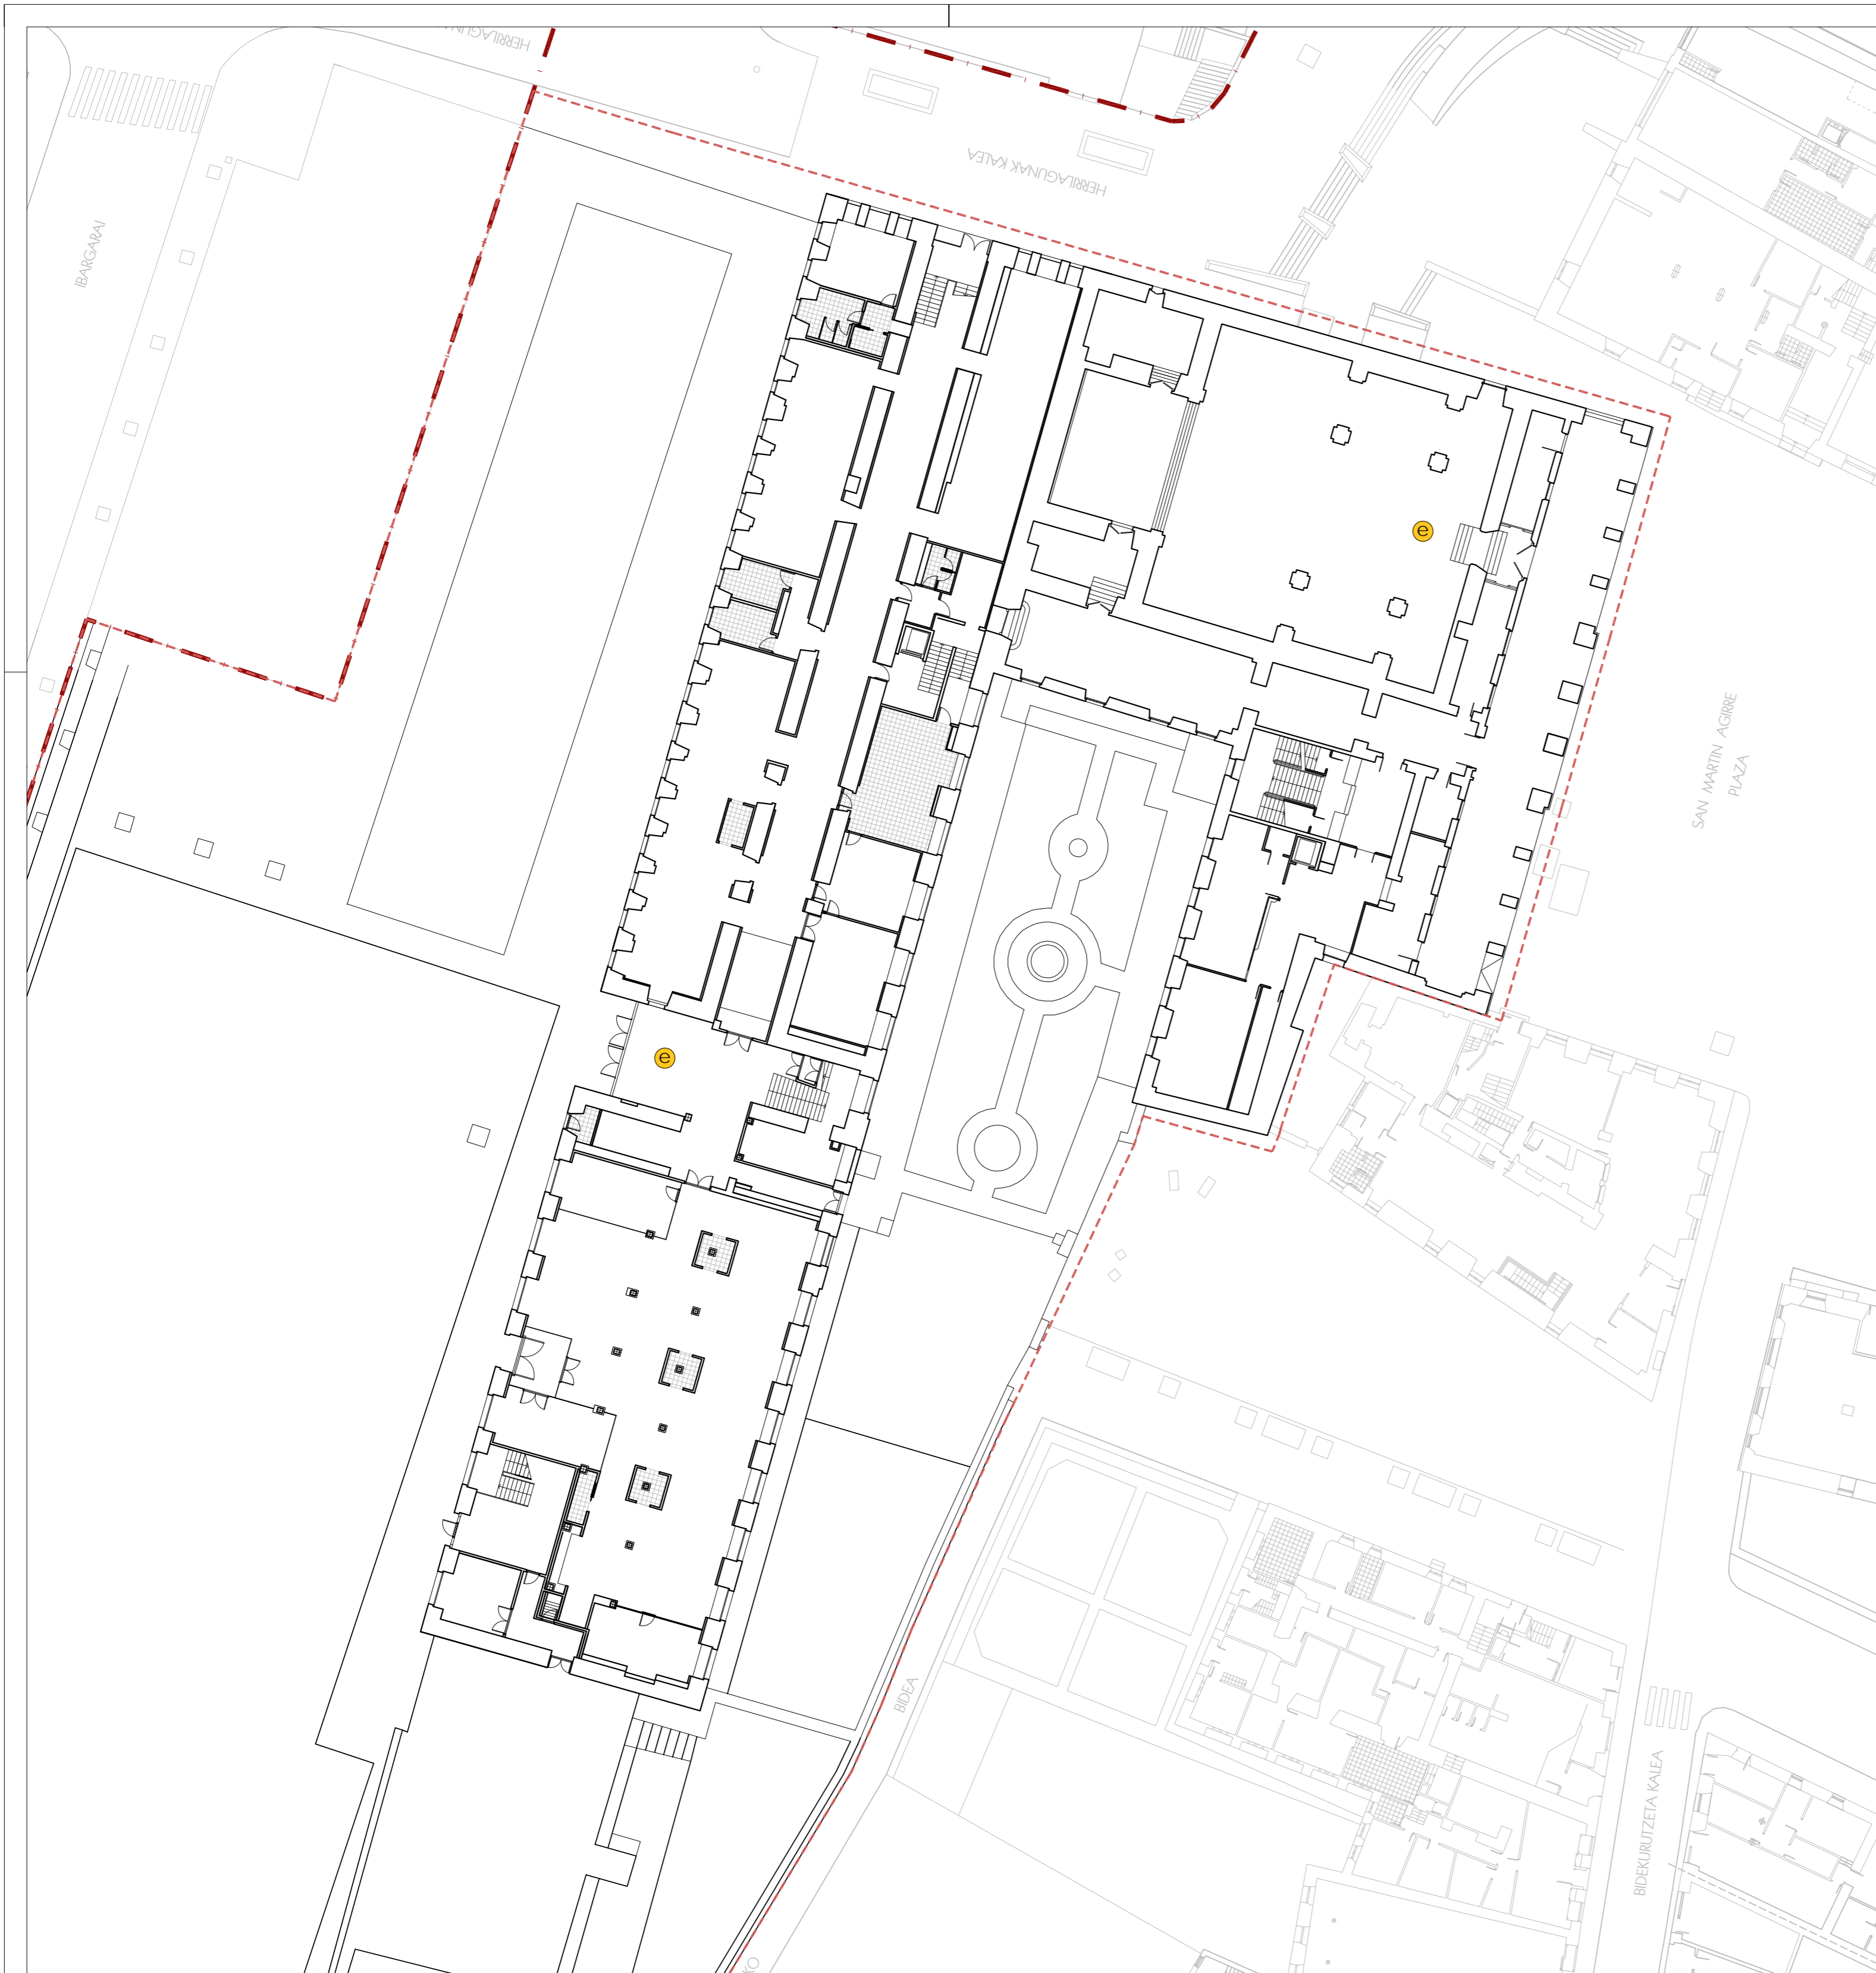 HERRILAGUNAK KALEA
IBARGARAI
e
SAN MARTIN AGIRRE
PLAZA
e
BIDEA
BIDEKURUTZETA KALEA